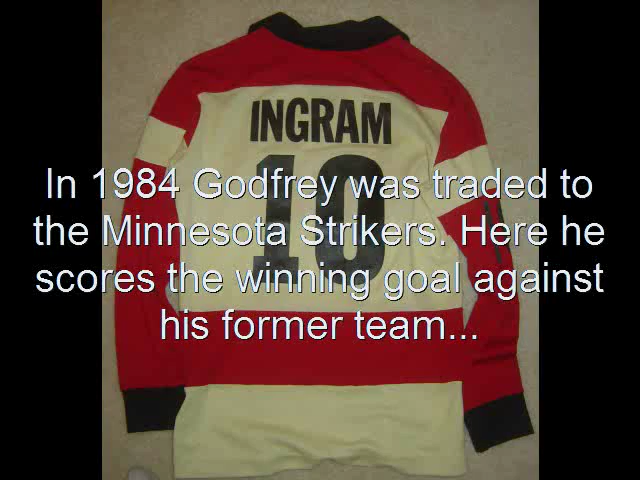 INGRAM
10
In 1984 Godfrey was traded to
the Minnesota Strikers. Here he
scores the winning goal against
his former team...